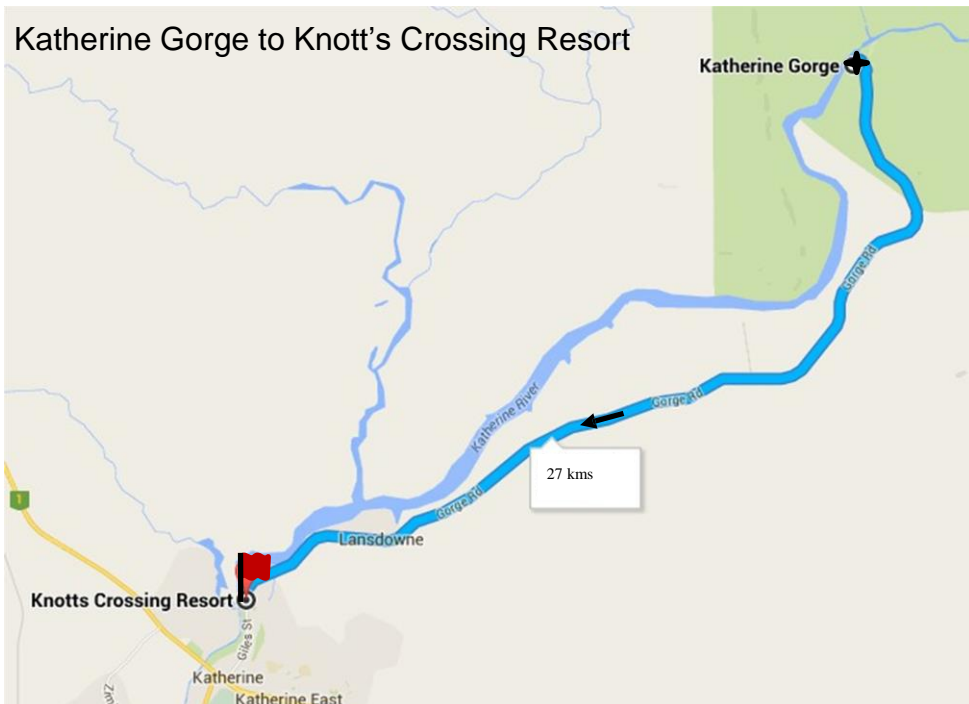 Katherine Gorge to Knott's Crossing Resort
Katherine Gorge
Gorge Rd
Gorge Rd
Katherine River
27 kms
1
Gorge Rd
Lansdowne
Knotts Crossing Resort
Giles St
Katherine
Katherine East